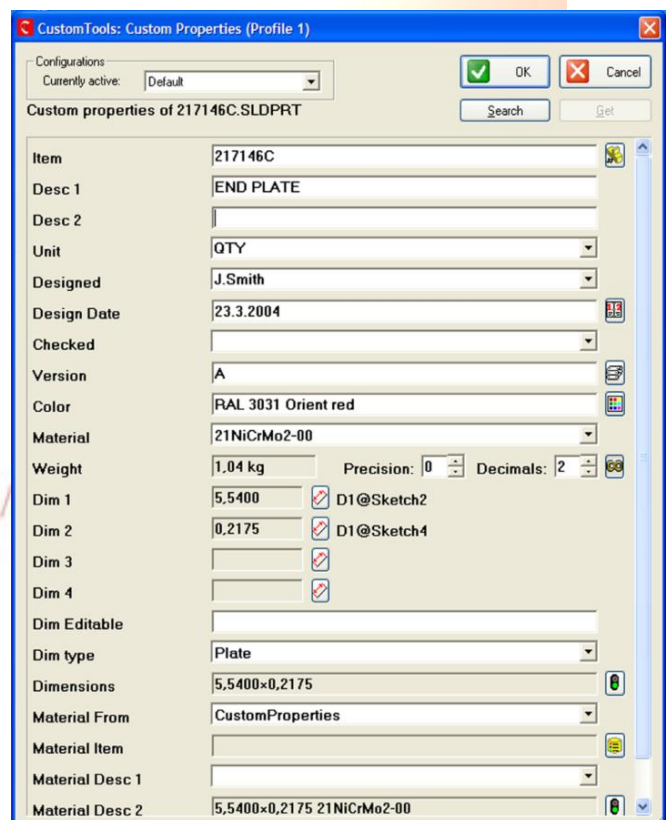 CustomTools: Custom Properties (Profile 1)
Configurations
Currently active: Default
OK
Cancel
Custom properties of 217146C.SLDPRT
Search
Get
Item 217146C
Desc 1 END PLATE
Desc 2
Unit QTY
Designed J.Smith
Design Date 23.3.2004
Checked
Version A
Color RAL 3031 Orient red
Material 21NiCrMo2-00
Weight 1,04 kg Precision: 0 Decimals: 2
Dim 1 5,5400 D1@Sketch2
Dim 2 0,2175 D1@Sketch4
Dim 3
Dim 4
Dim Editable
Dim type Plate
Dimensions 5,5400×0,2175
Material From CustomProperties
Material Item
Material Desc 1
Material Desc 2 5,5400×0,2175 21NiCrMo2-00